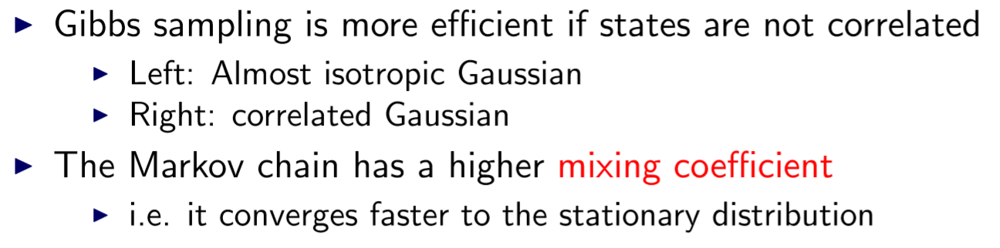 ▶ Gibbs sampling is more efficient if states are not correlated
▶ Left: Almost isotropic Gaussian
▶ Right: correlated Gaussian
▶ The Markov chain has a higher mixing coefficient
▶ i.e. it converges faster to the stationary distribution